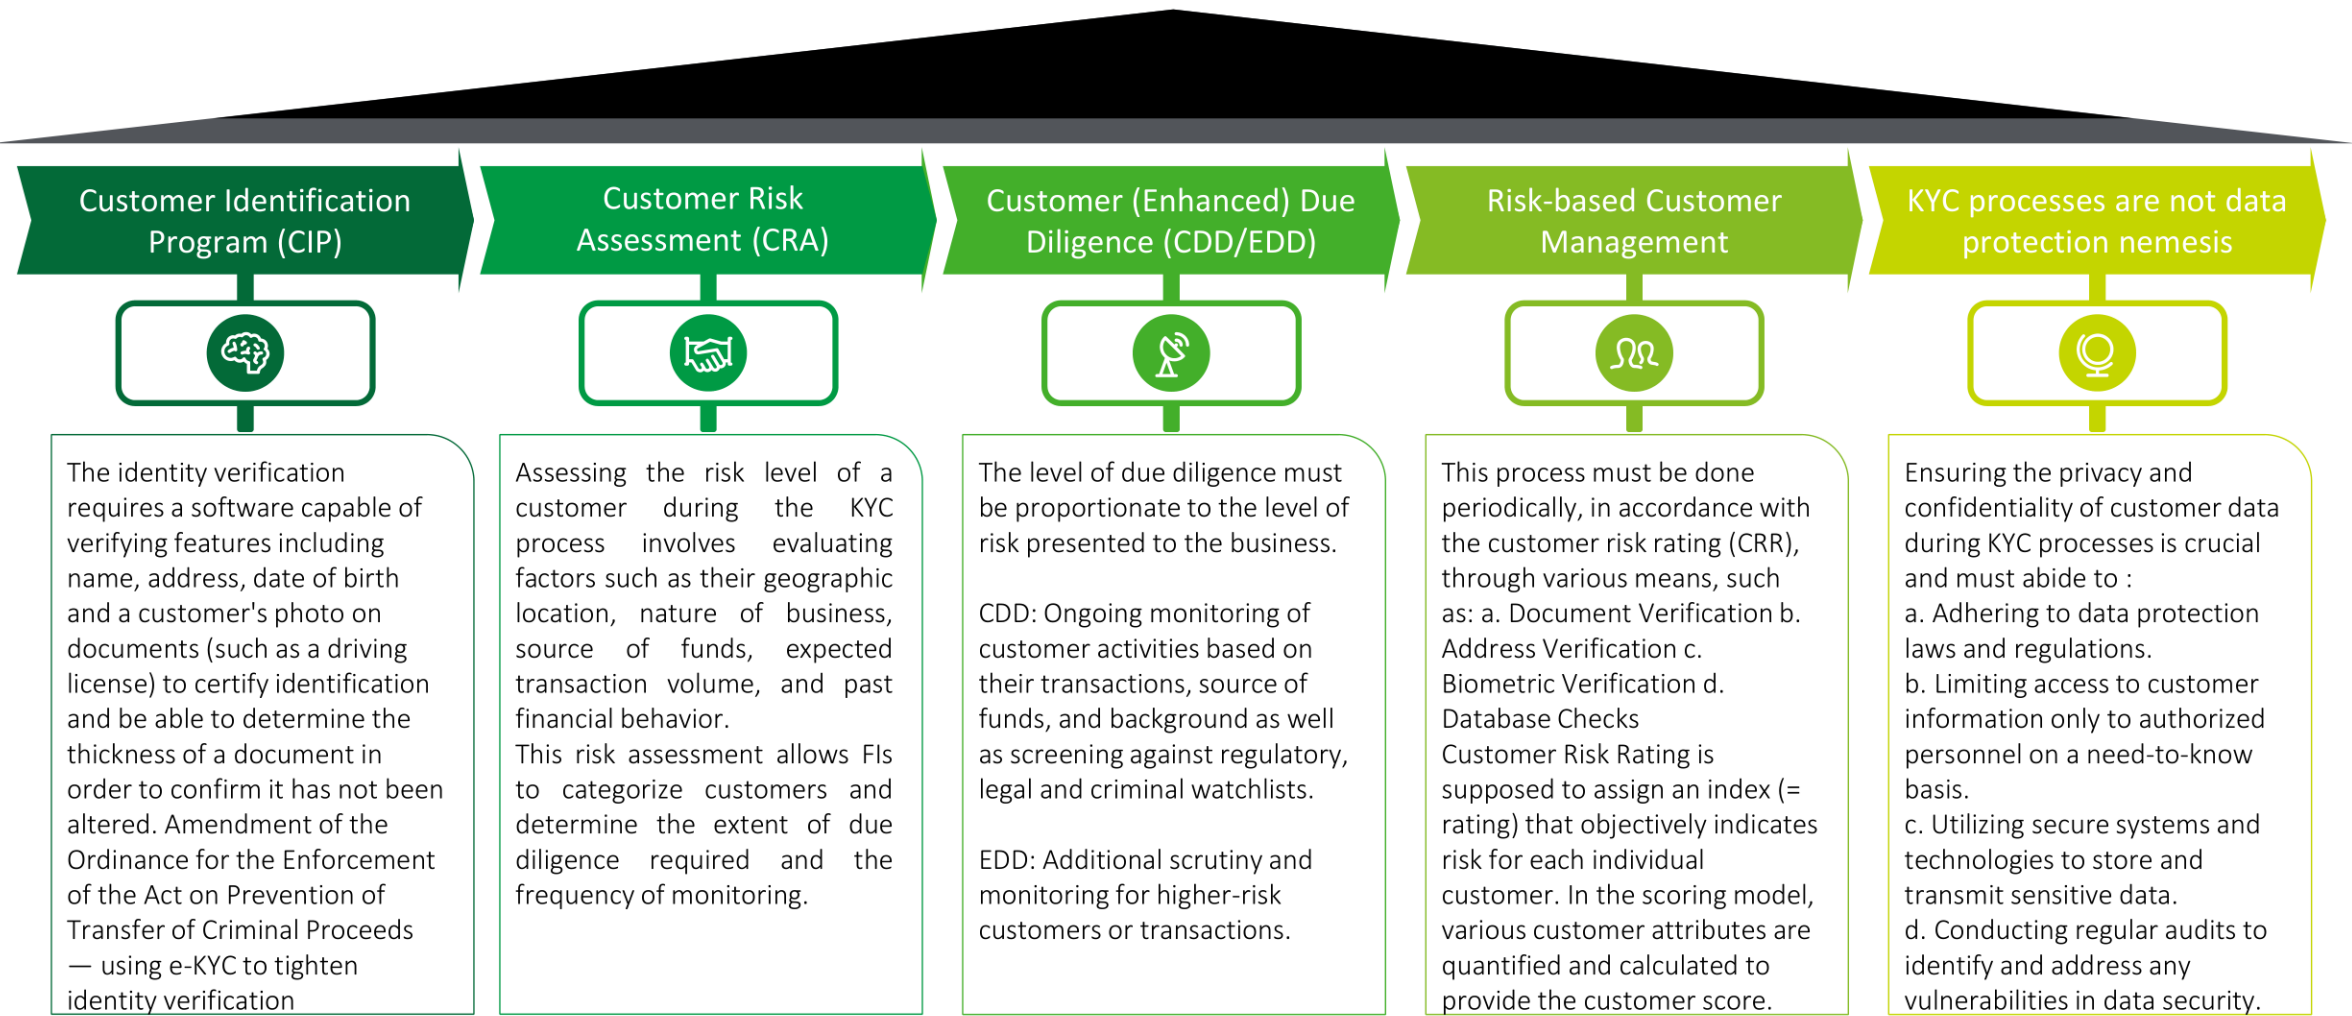 Customer Identification
Program (CIP)
Customer Risk
Assessment (CRA)
Customer (Enhanced) Due
Diligence (CDD/EDD)
Risk-based Customer
Management
KYC processes are not data
protection nemesis
The identity verification
requires a software capable of
verifying features including
name, address, date of birth
and a customer's photo on
documents (such as a driving
license) to certify identification
and be able to determine the
thickness of a document in
order to confirm it has not been
altered. Amendment of the
Ordinance for the Enforcement
of the Act on Prevention of
Transfer of Criminal Proceeds
— using e-KYC to tighten
identity verification
Assessing the risk level of a
customer during the KYC
process involves evaluating
factors such as their geographic
location, nature of business,
source of funds, expected
transaction volume, and past
financial behavior.
This risk assessment allows FIs
to categorize customers and
determine the extent of due
diligence required and the
frequency of monitoring.
The level of due diligence must
be proportionate to the level of
risk presented to the business.
CDD: Ongoing monitoring of
customer activities based on
their transactions, source of
funds, and background as well
as screening against regulatory,
legal and criminal watchlists.
EDD: Additional scrutiny and
monitoring for higher-risk
customers or transactions.
This process must be done
periodically, in accordance with
the customer risk rating (CRR),
through various means, such
as: a. Document Verification b.
Address Verification c.
Biometric Verification d.
Database Checks
Customer Risk Rating is
supposed to assign an index (=
rating) that objectively indicates
risk for each individual
customer. In the scoring model,
various customer attributes are
quantified and calculated to
provide the customer score.
Ensuring the privacy and
confidentiality of customer data
during KYC processes is crucial
and must abide to :
a. Adhering to data protection
laws and regulations.
b. Limiting access to customer
information only to authorized
personnel on a need-to-know
basis.
c. Utilizing secure systems and
technologies to store and
transmit sensitive data.
d. Conducting regular audits to
identify and address any
vulnerabilities in data security.